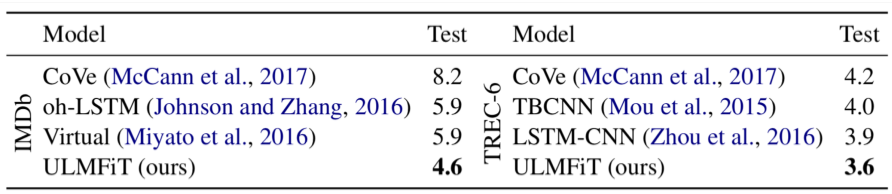 Model Test Model Test
IMDb
CoVe (McCann et al., 2017) 8.2
oh-LSTM (Johnson and Zhang, 2016) 5.9
Virtual (Miyato et al., 2016) 5.9
ULMFiT (ours) 4.6
TREC-6
CoVe (McCann et al., 2017) 4.2
TBCNN (Mou et al., 2015) 4.0
LSTM-CNN (Zhou et al., 2016) 3.9
ULMFiT (ours) 3.6